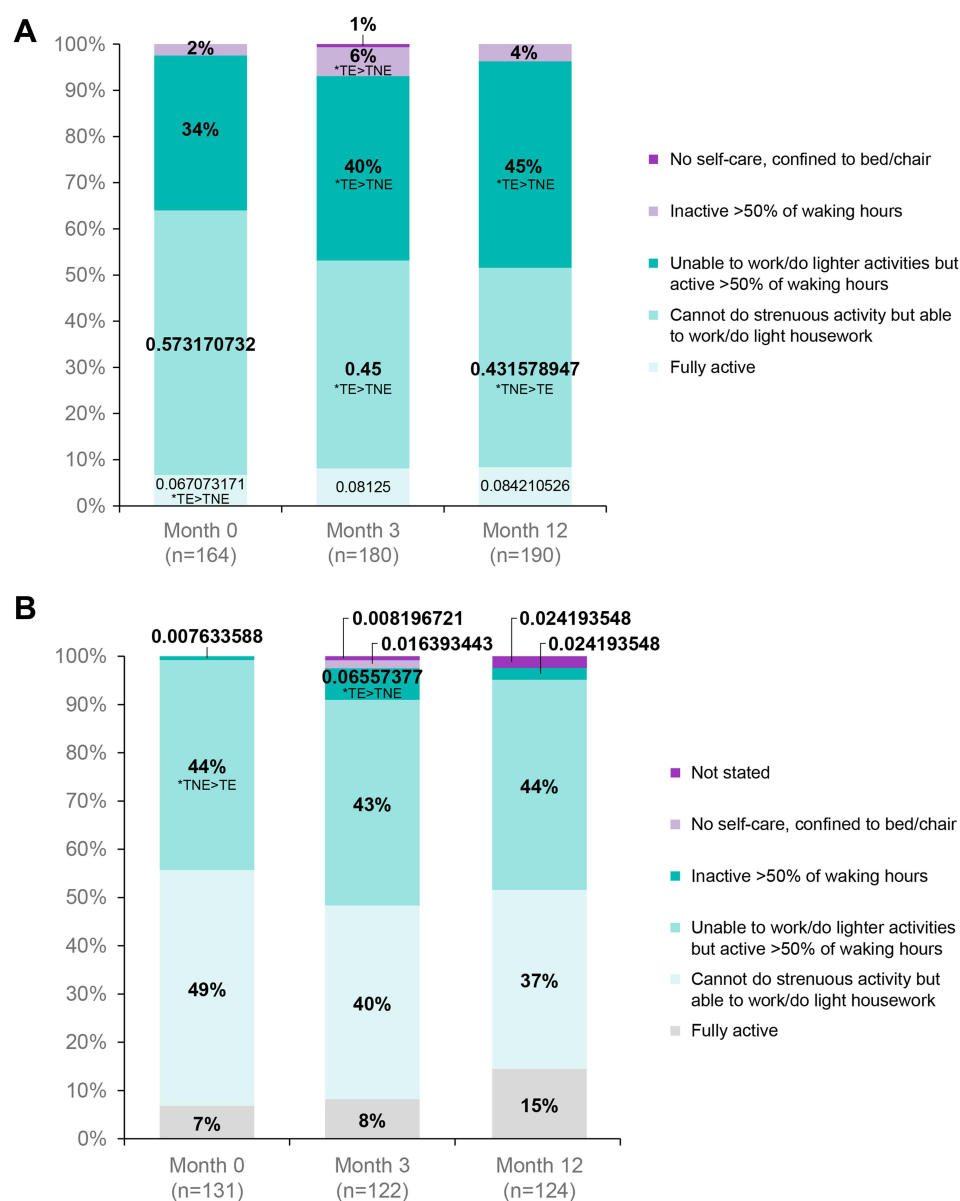 A
1%
100%
90%
80%
70%
60%
50%
40%
30%
20%
10%
0%
2%
34%
0.573170732
0.067073171
*TE>TNE
6%
*TE>TNE
40%
*TE>TNE
0.45
*TE>TNE
0.08125
4%
45%
*TE>TNE
0.431578947
*TNE>TE
0.084210526
Month 0
(n=164)
Month 3
(n=180)
Month 12
(n=190)
No self-care, confined to bed/chair
Inactive >50% of waking hours
Unable to work/do lighter activities but
active >50% of waking hours
Cannot do strenuous activity but able
to work/do light housework
Fully active
B
100%
90%
80%
70%
60%
50%
40%
30%
20%
10%
0%
0.007633588
44%
*TNE>TE
49%
7%
0.008196721
0.016393443
0.06557377
*TE>TNE
43%
40%
8%
0.024193548
0.024193548
44%
37%
15%
Month 0
(n=131)
Month 3
(n=122)
Month 12
(n=124)
Not stated
No self-care, confined to bed/chair
Inactive >50% of waking hours
Unable to work/do lighter activities
but active >50% of waking hours
Cannot do strenuous activity but
able to work/do light housework
Fully active